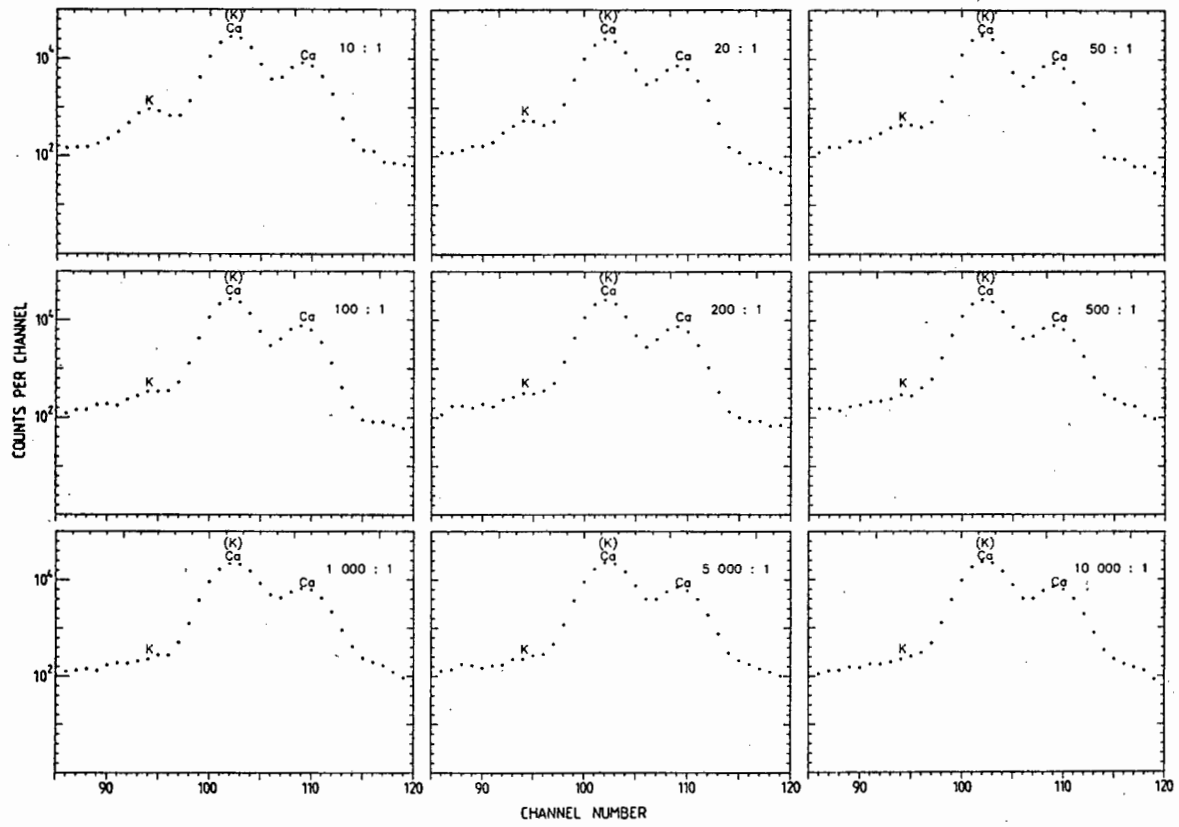 (K) (K) (K)
Ca Ca Ca
10 : 1 20 : 1 50 : 1
Ca Ca Ca
10⁴
K K K
10²
(K) (K) (K)
Ca Ca Ca
100 : 1 200 : 1 500 : 1
Ca Ca Ca
10⁴
K K K
10²
COUNTS PER CHANNEL
(K) (K) (K)
Ca Ca Ca
1 000 : 1 5 000 : 1 10 000 : 1
Ca Ca Ca
10⁴
K K K
10²
90 100 110 90 100 110 120 90 100 110 120
CHANNEL NUMBER